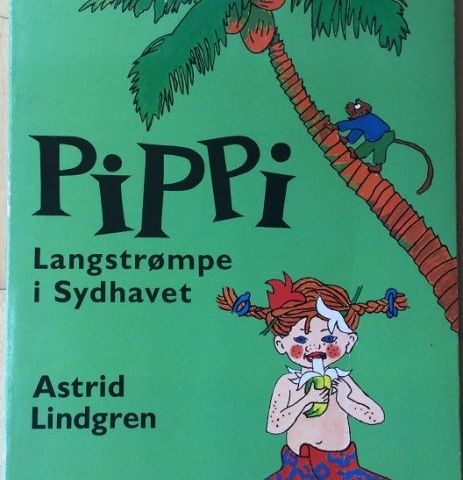 PiPPi
Langstrømpe
i Sydhavet
Astrid
Lindgren